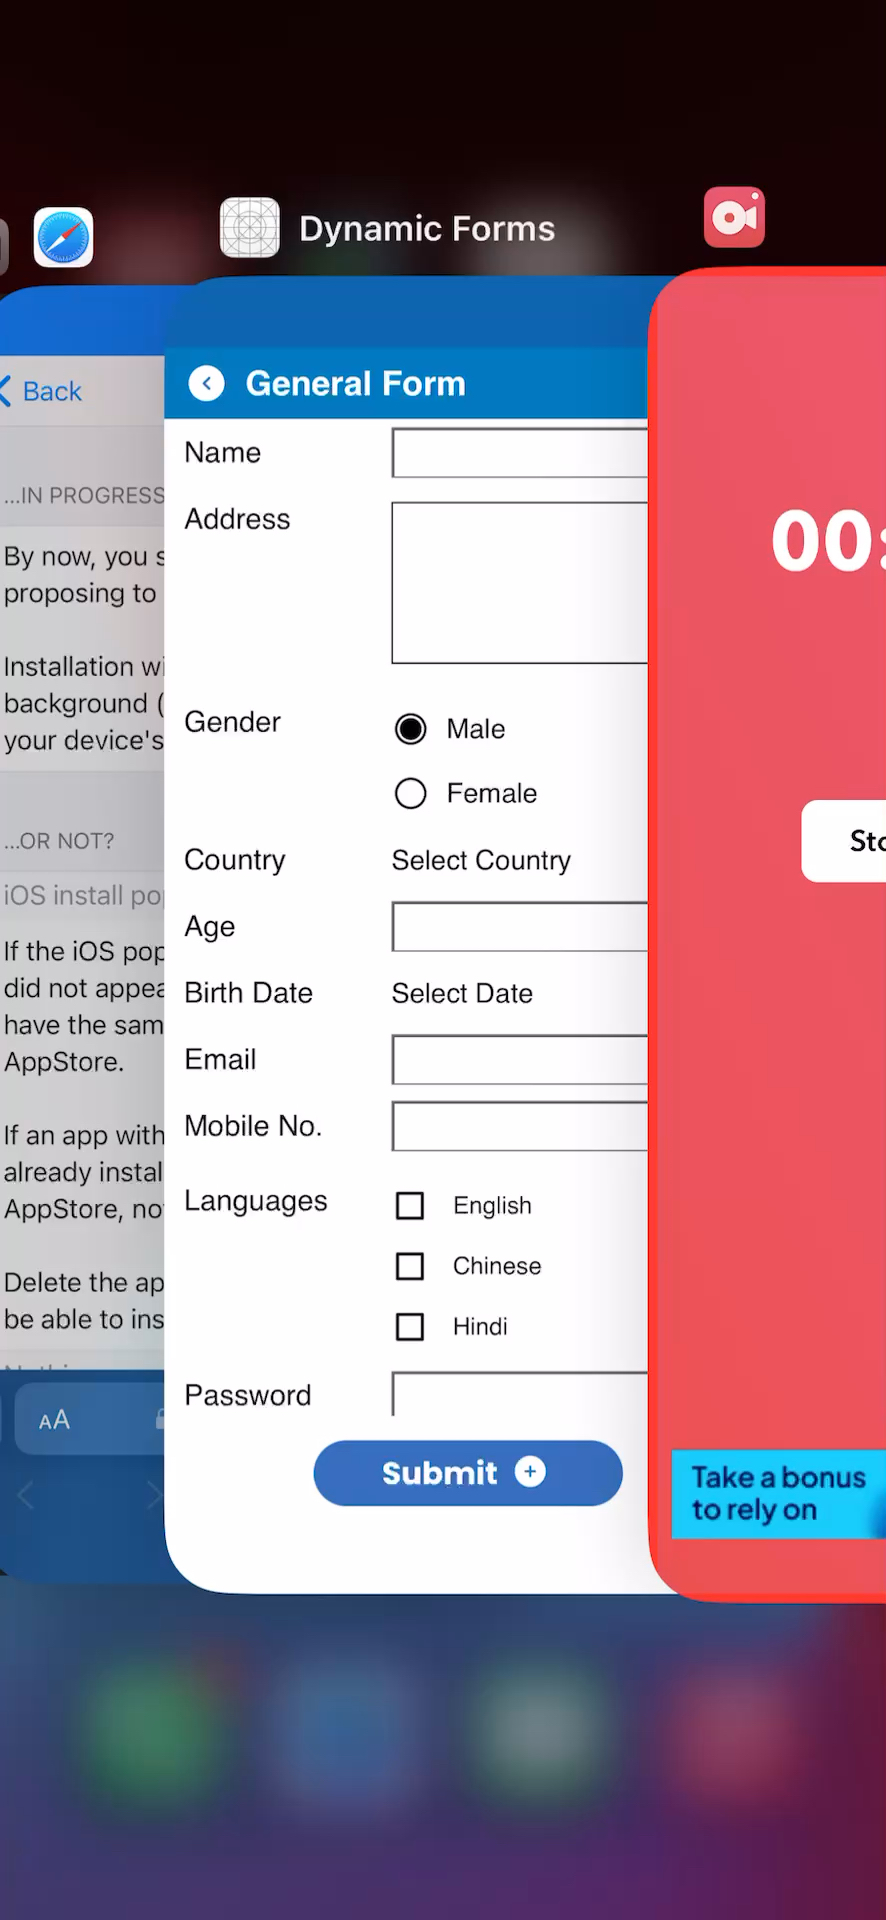 Dynamic Forms
Back
...IN PROGRESS
By now, you s
proposing to
Installation wi
background (
your device's
...OR NOT?
iOS install po
If the iOS pop
did not appea
have the sam
AppStore.
If an app with
already instal
AppStore, no
Delete the ap
be able to ins
AA
General Form
Name
Address
Gender
Male
Female
Country
Select Country
Age
Birth Date
Select Date
Email
Mobile No.
Languages
English
Chinese
Hindi
Password
Submit
00:
Sto
Take a bonus
to rely on